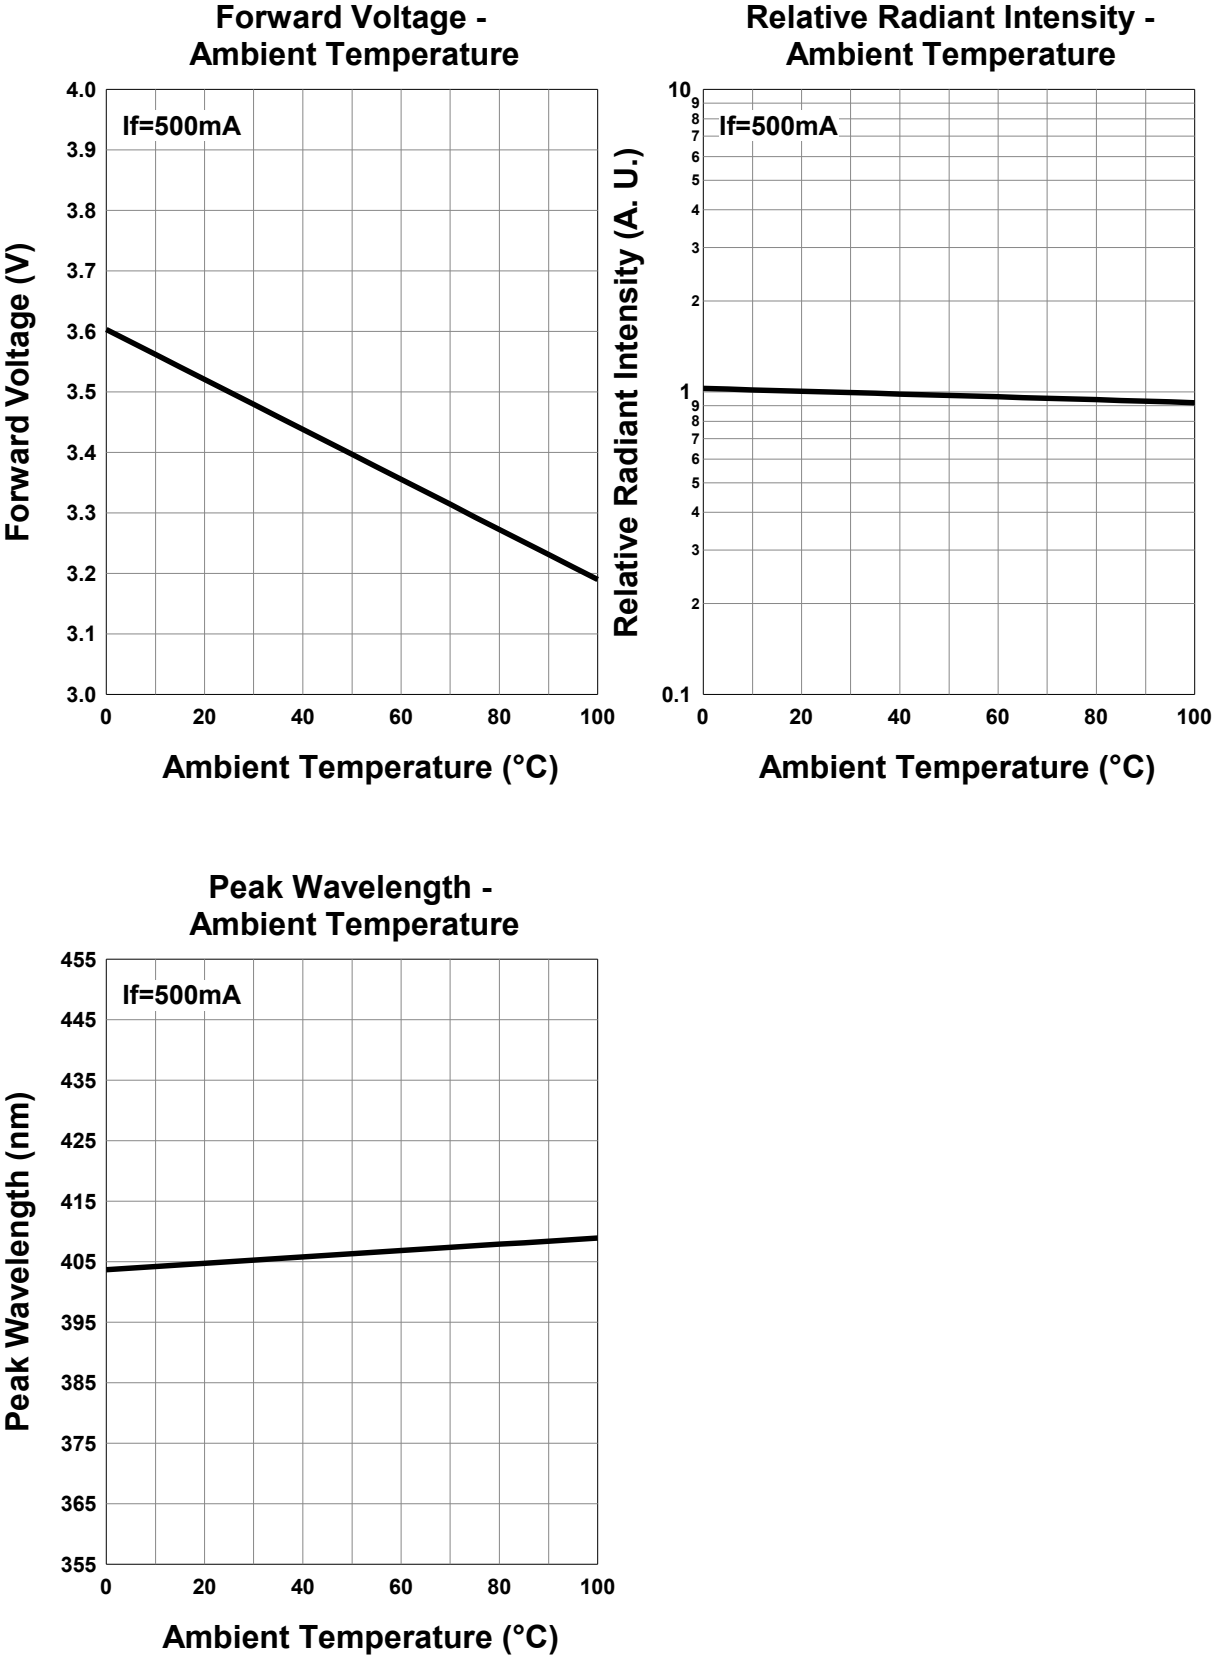 Forward Voltage -
Ambient Temperature
4.0
If=500mA
3.9
3.8
3.7
3.6
3.5
3.4
3.3
3.2
3.1
3.0
Forward Voltage (V)
0 20 40 60 80 100
Ambient Temperature (°C)
Relative Radiant Intensity -
Ambient Temperature
10
9
8
If=500mA
7
6
5
4
3
2
1
9
8
7
6
5
4
3
2
0.1
Relative Radiant Intensity (A. U.)
0 20 40 60 80 100
Ambient Temperature (°C)
Peak Wavelength -
Ambient Temperature
455
If=500mA
445
435
425
415
405
395
385
375
365
355
Peak Wavelength (nm)
0 20 40 60 80 100
Ambient Temperature (°C)